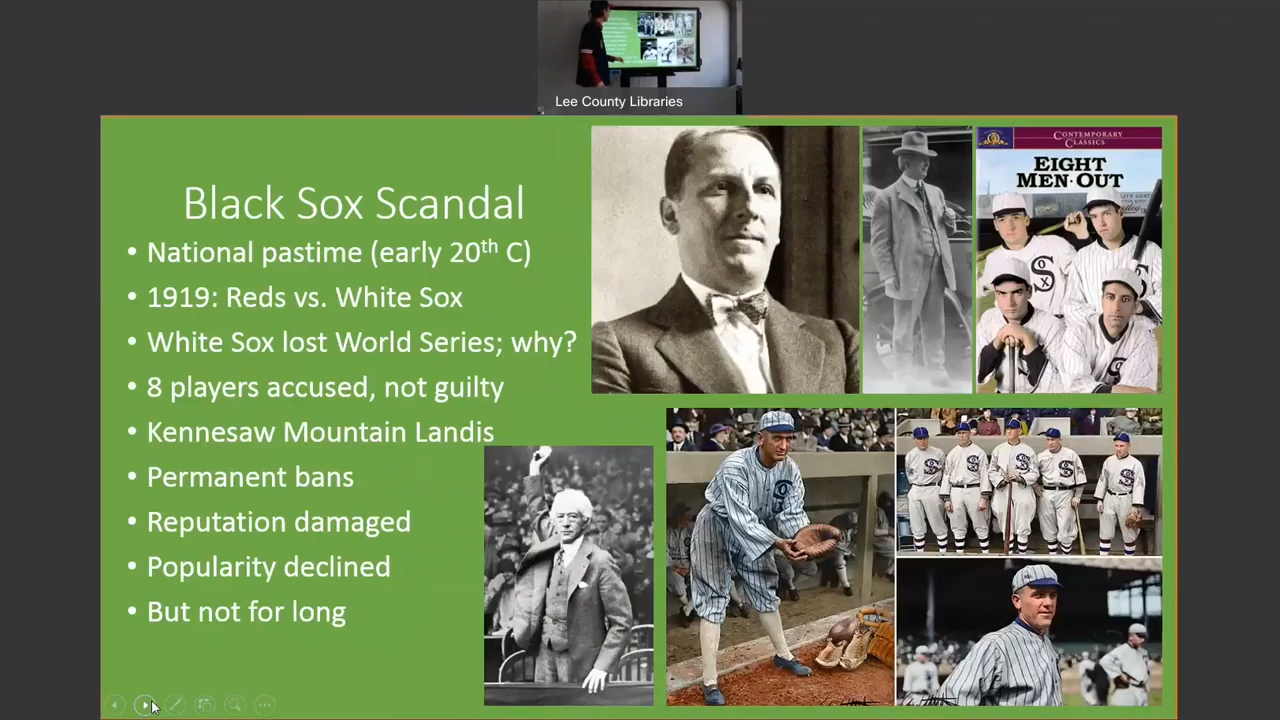 Lee County Libraries
Black Sox Scandal
• National pastime (early 20th C)
• 1919: Reds vs. White Sox
• White Sox lost World Series; why?
• 8 players accused, not guilty
• Kennesaw Mountain Landis
• Permanent bans
• Reputation damaged
• Popularity declined
• But not for long
CONTEMPORARY
CLASSICS
EIGHT
MEN·OUT